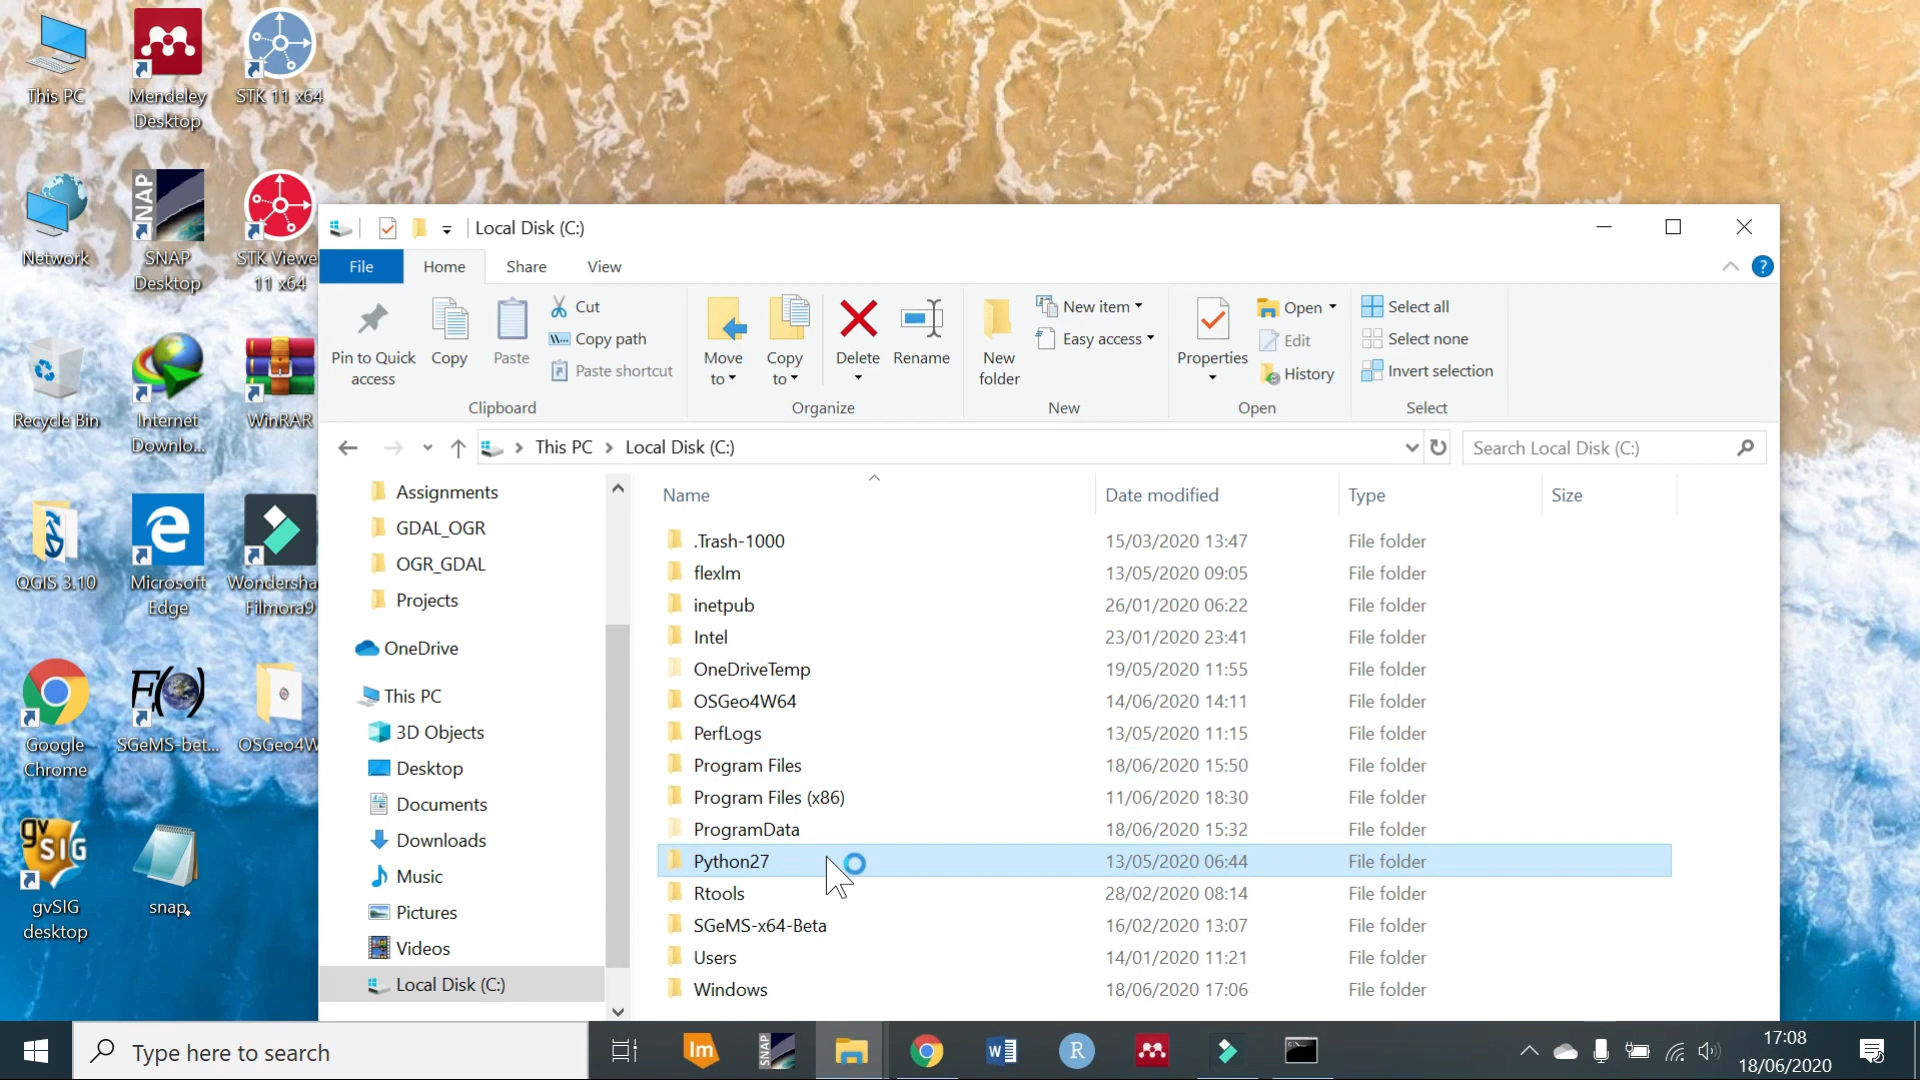 This PC
Mendeley
Desktop
STK 11 x64
Network
SNAP
SNAP
Desktop
STK Viewe
11 x64
Recycle Bin
Internet
Downlo...
WinRAR
QGIS 3.10
Microsoft
Edge
Wondersha
Filmora9
Google
Chrome
F()
SGeMS-bet...
OSGeo4W
gvSIG
gvSIG
desktop
snap
Local Disk (C:)
File
Home
Share
View
?
Pin to Quick
access
Copy
Paste
Cut
Copy path
Paste shortcut
Clipboard
Move
to
Copy
to
Delete
Rename
Organize
New
folder
New item
Easy access
New
Properties
Open
Edit
History
Open
Select all
Select none
Invert selection
Select
This PC
Local Disk (C:)
Search Local Disk (C:)
Assignments
GDAL_OGR
OGR_GDAL
Projects
OneDrive
This PC
3D Objects
Desktop
Documents
Downloads
Music
Pictures
Videos
Local Disk (C:)
Name Date modified Type Size
.Trash-1000 15/03/2020 13:47 File folder
flexlm 13/05/2020 09:05 File folder
inetpub 26/01/2020 06:22 File folder
Intel 23/01/2020 23:41 File folder
OneDriveTemp 19/05/2020 11:55 File folder
OSGeo4W64 14/06/2020 14:11 File folder
PerfLogs 13/05/2020 11:15 File folder
Program Files 18/06/2020 15:50 File folder
Program Files (x86) 11/06/2020 18:30 File folder
ProgramData 18/06/2020 15:32 File folder
Python27 13/05/2020 06:44 File folder
Rtools 28/02/2020 08:14 File folder
SGeMS-x64-Beta 16/02/2020 13:07 File folder
Users 14/01/2020 11:21 File folder
Windows 18/06/2020 17:06 File folder
Type here to search
Im
SNAP
W
R
17:08
18/06/2020